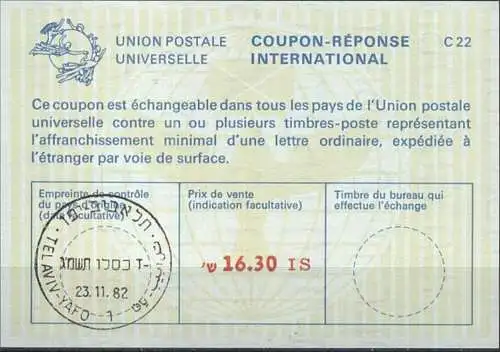 UNION POSTALE
UNIVERSELLE
COUPON-RÉPONSE
INTERNATIONAL
C 22
Ce coupon est échangeable dans tous les pays de l'Union postale
universelle contre un ou plusieurs timbres-poste représentant
l'affranchissement minimal d'une lettre ordinaire, expédiée à
l'étranger par voie de surface.
Empreinte de contrôle
du pays d'origine
(date facultative)
Prix de vente
(indication facultative)
Timbre du bureau qui
effectue l'échange
ז- כסלו תשמ"ג
23.11.82
TEL AVIV-YAFO
16.30 IS